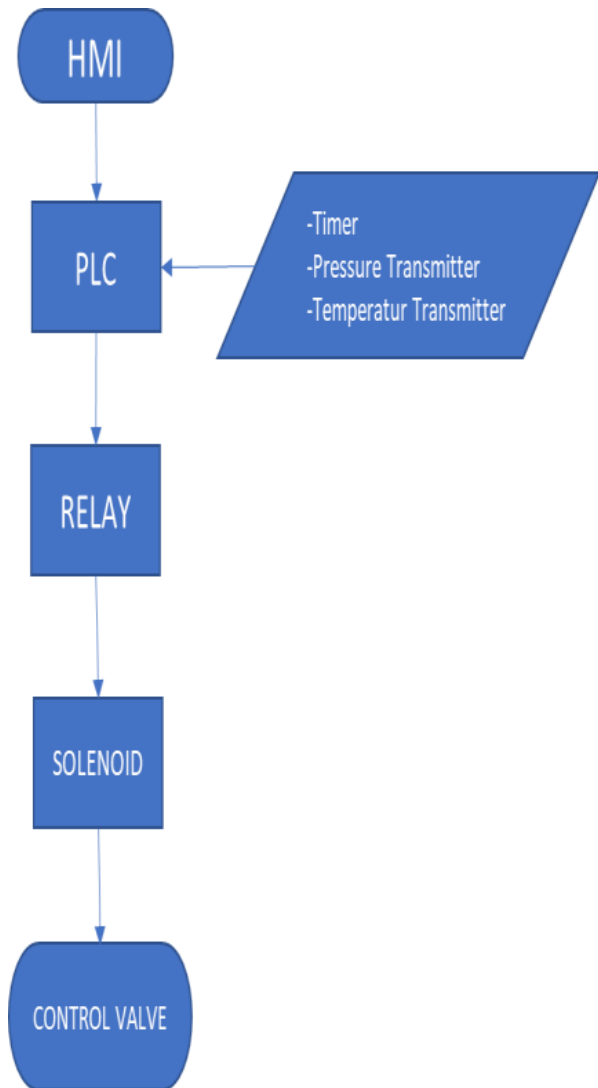 HMI
PLC
-Timer
-Pressure Transmitter
-Temperatur Transmitter
RELAY
SOLENOID
CONTROL VALVE